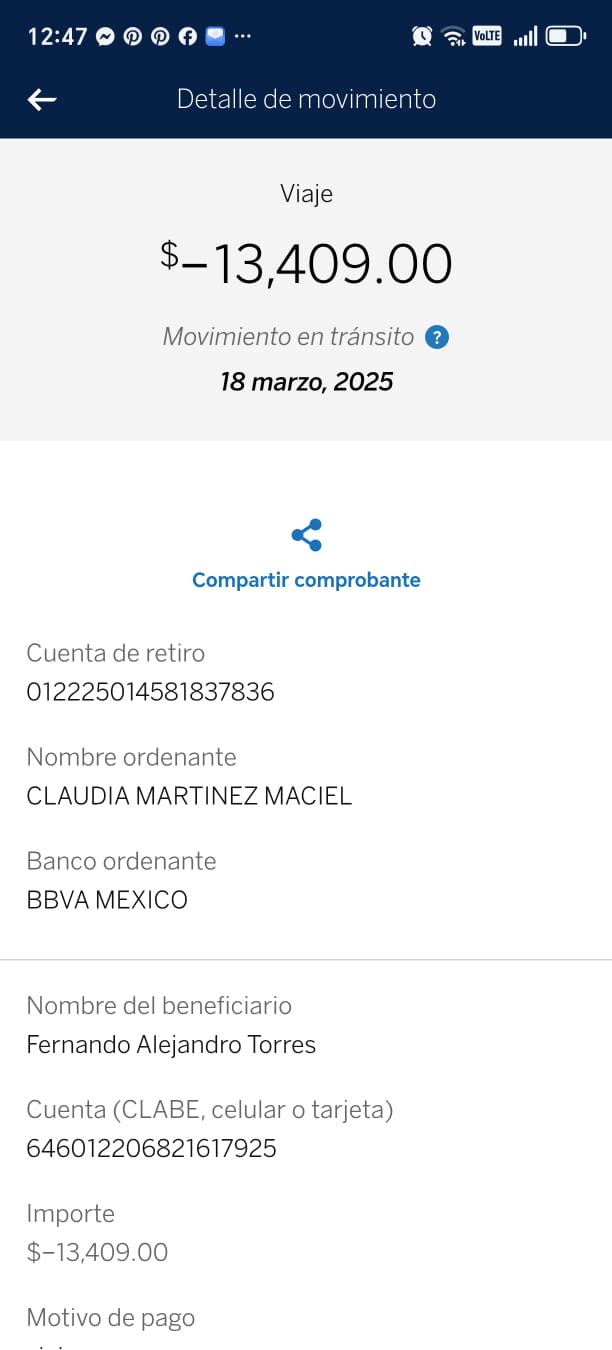 12:47
VoLTE
Detalle de movimiento
Viaje
$-13,409.00
Movimiento en tránsito ?
18 marzo, 2025
Compartir comprobante
Cuenta de retiro
012225014581837836
Nombre ordenante
CLAUDIA MARTINEZ MACIEL
Banco ordenante
BBVA MEXICO
Nombre del beneficiario
Fernando Alejandro Torres
Cuenta (CLABE, celular o tarjeta)
646012206821617925
Importe
$-13,409.00
Motivo de pago